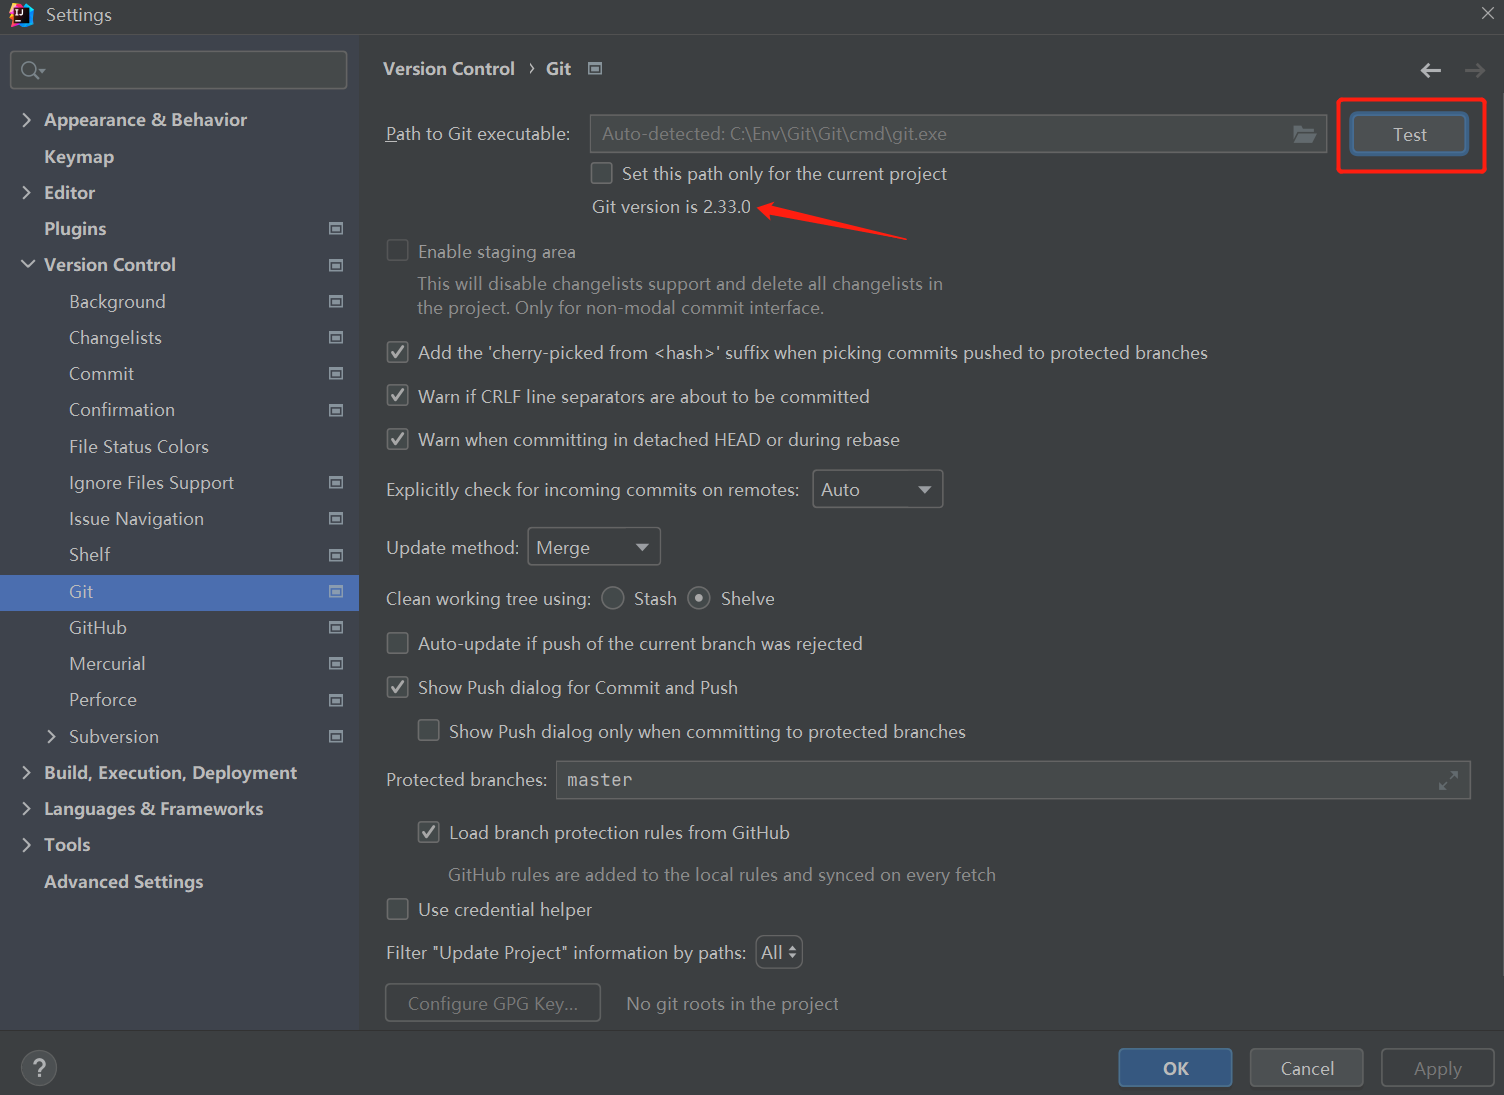 Settings
Version Control › Git
Appearance & Behavior
Keymap
Editor
Plugins
Version Control
Background
Changelists
Commit
Confirmation
File Status Colors
Ignore Files Support
Issue Navigation
Shelf
Git
GitHub
Mercurial
Perforce
Subversion
Build, Execution, Deployment
Languages & Frameworks
Tools
Advanced Settings
Path to Git executable: Auto-detected: C:\Env\Git\Git\cmd\git.exe Test
Set this path only for the current project
Git version is 2.33.0
Enable staging area
This will disable changelists support and delete all changelists in
the project. Only for non-modal commit interface.
Add the 'cherry-picked from <hash>' suffix when picking commits pushed to protected branches
Warn if CRLF line separators are about to be committed
Warn when committing in detached HEAD or during rebase
Explicitly check for incoming commits on remotes: Auto
Update method: Merge
Clean working tree using: Stash Shelve
Auto-update if push of the current branch was rejected
Show Push dialog for Commit and Push
Show Push dialog only when committing to protected branches
Protected branches: master
Load branch protection rules from GitHub
GitHub rules are added to the local rules and synced on every fetch
Use credential helper
Filter "Update Project" information by paths: All
Configure GPG Key... No git roots in the project
? OK Cancel Apply